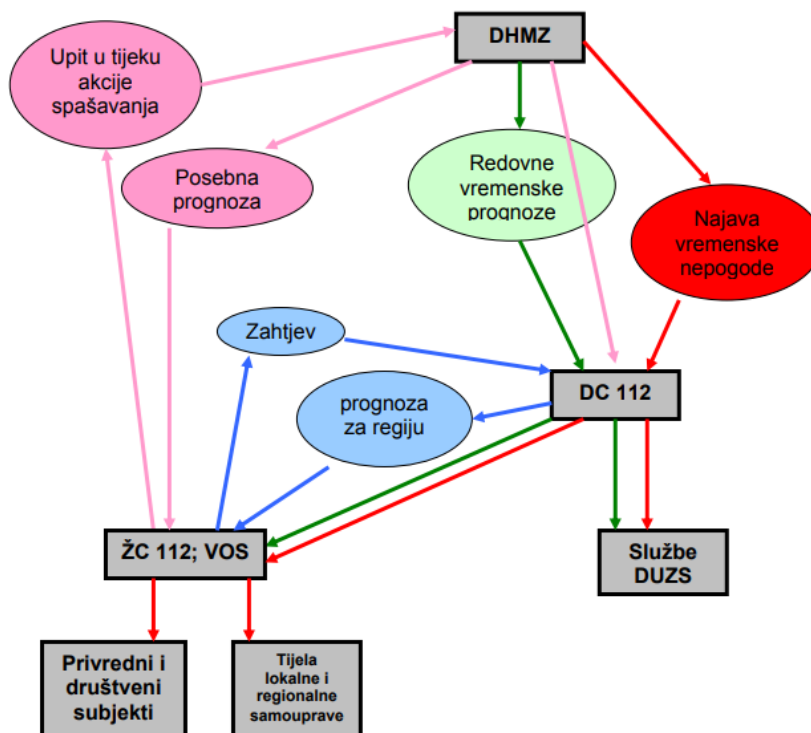 DHMZ
Upit u tijeku
akcije
spašavanja
Posebna
prognoza
Redovne
vremenske
prognoze
Najava
vremenske
nepogode
Zahtjev
prognoza
za regiju
DC 112
ŽC 112; VOS
Službe
DUZS
Privredni i
društveni
subjekti
Tijela
lokalne i
regionalne
samouprave